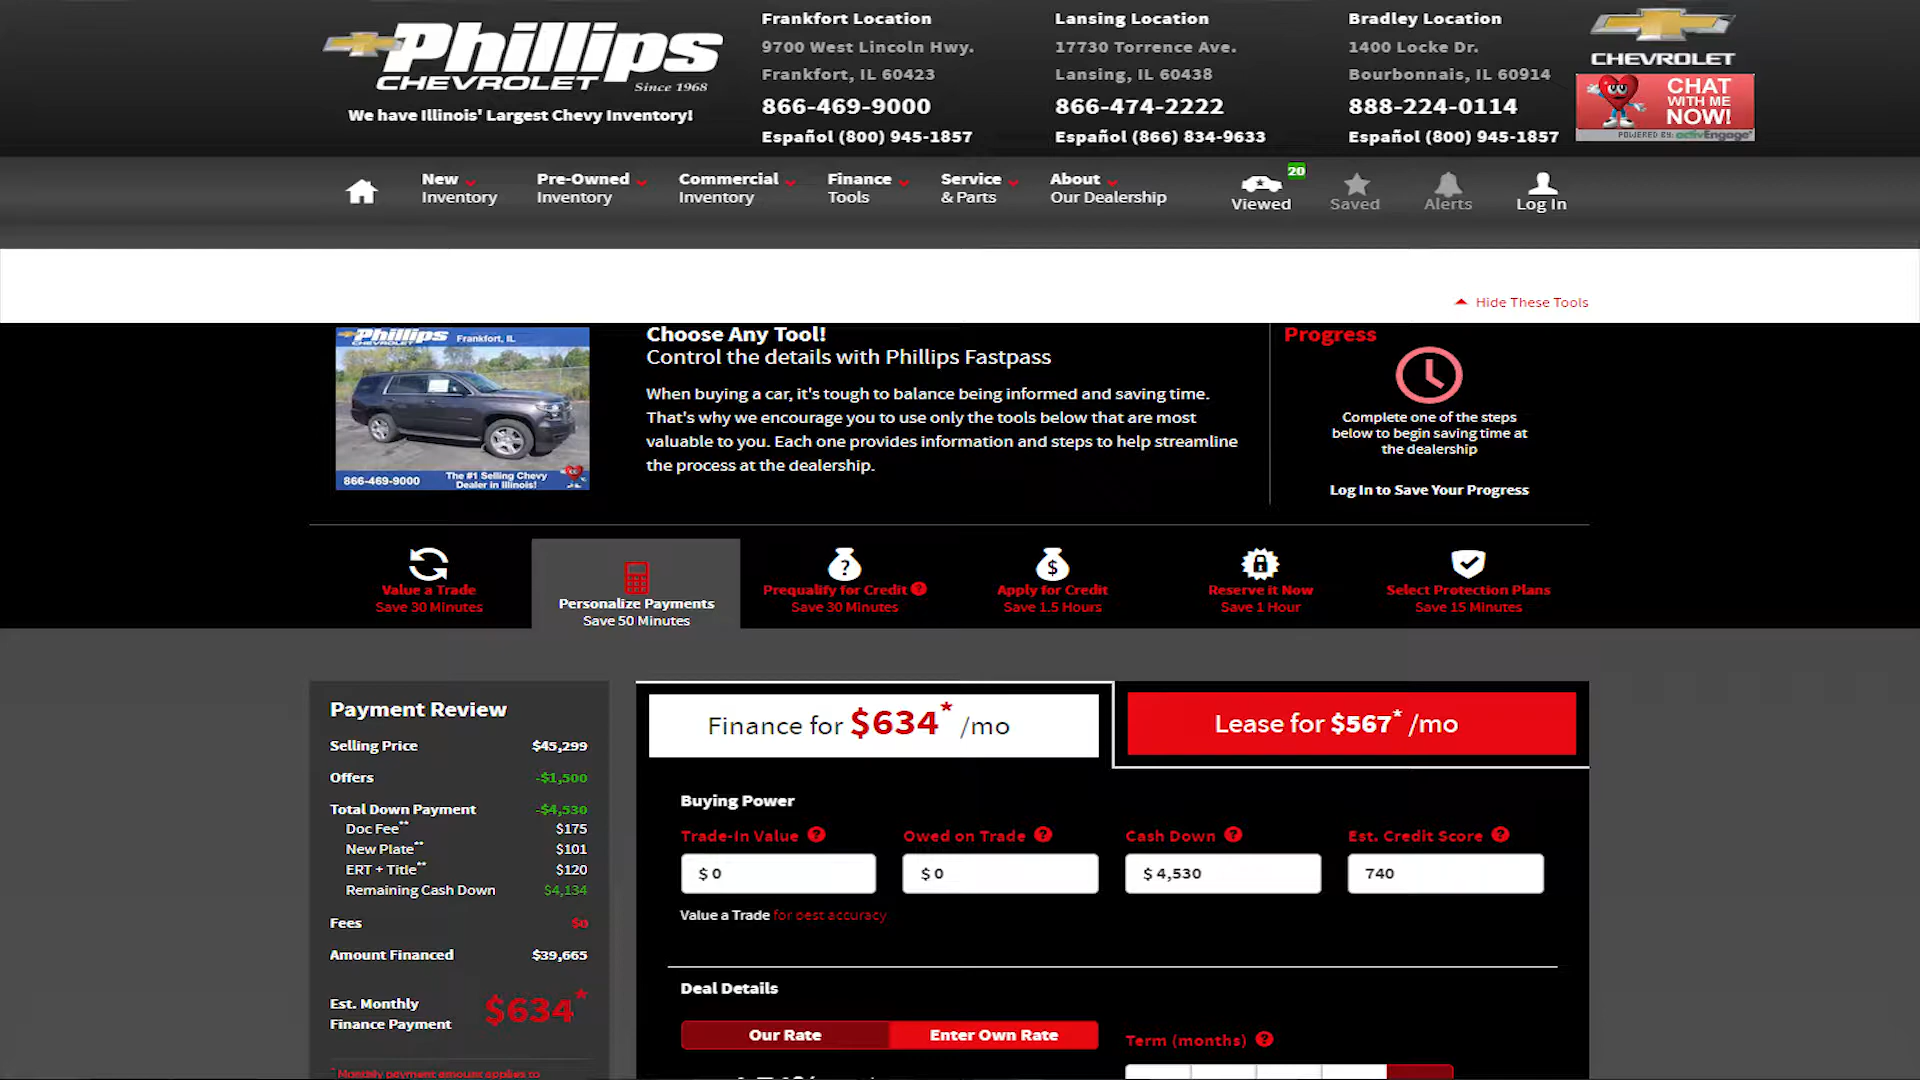 Phillips
CHEVROLET
Since 1968
We have Illinois' Largest Chevy Inventory!
Frankfort Location
9700 West Lincoln Hwy.
Frankfort, IL 60423
866-469-9000
Español (800) 945-1857
Lansing Location
17730 Torrence Ave.
Lansing, IL 60438
866-474-2222
Español (866) 834-9633
Bradley Location
1400 Locke Dr.
Bourbonnais, IL 60914
888-224-0114
Español (800) 945-1857
CHEVROLET
CHAT
WITH ME
NOW!
POWERED BY: activEngage
New
Inventory
Pre-Owned
Inventory
Commercial
Inventory
Finance
Tools
Service
& Parts
About
Our Dealership
20
Viewed
Saved
Alerts
Log In
Hide These Tools
Phillips
CHEVROLET
Frankfort, IL
866-469-9000
The #1 Selling Chevy
Dealer in Illinois!
Choose Any Tool!
Control the details with Phillips Fastpass
When buying a car, it's tough to balance being informed and saving time.
That's why we encourage you to use only the tools below that are most
valuable to you. Each one provides information and steps to help streamline
the process at the dealership.
Progress
Complete one of the steps
below to begin saving time at
the dealership
Log In to Save Your Progress
Value a Trade
Save 30 Minutes
Personalize Payments
Save 50 Minutes
Prequalify for Credit ?
Save 30 Minutes
Apply for Credit
Save 1.5 Hours
Reserve it Now
Save 1 Hour
Select Protection Plans
Save 15 Minutes
Payment Review
Selling Price $45,299
Offers -$1,500
Total Down Payment -$4,530
Doc Fee** $175
New Plate** $101
ERT + Title** $120
Remaining Cash Down $4,134
Fees $0
Amount Financed $39,665
Est. Monthly
Finance Payment
$634*
* Monthly payment amount applies to
Finance for $634* /mo
Lease for $567* /mo
Buying Power
Trade-In Value ?
Owed on Trade ?
Cash Down ?
Est. Credit Score ?
$ 0
$ 0
$ 4,530
740
Value a Trade for best accuracy
Deal Details
Our Rate
Enter Own Rate
Term (months) ?